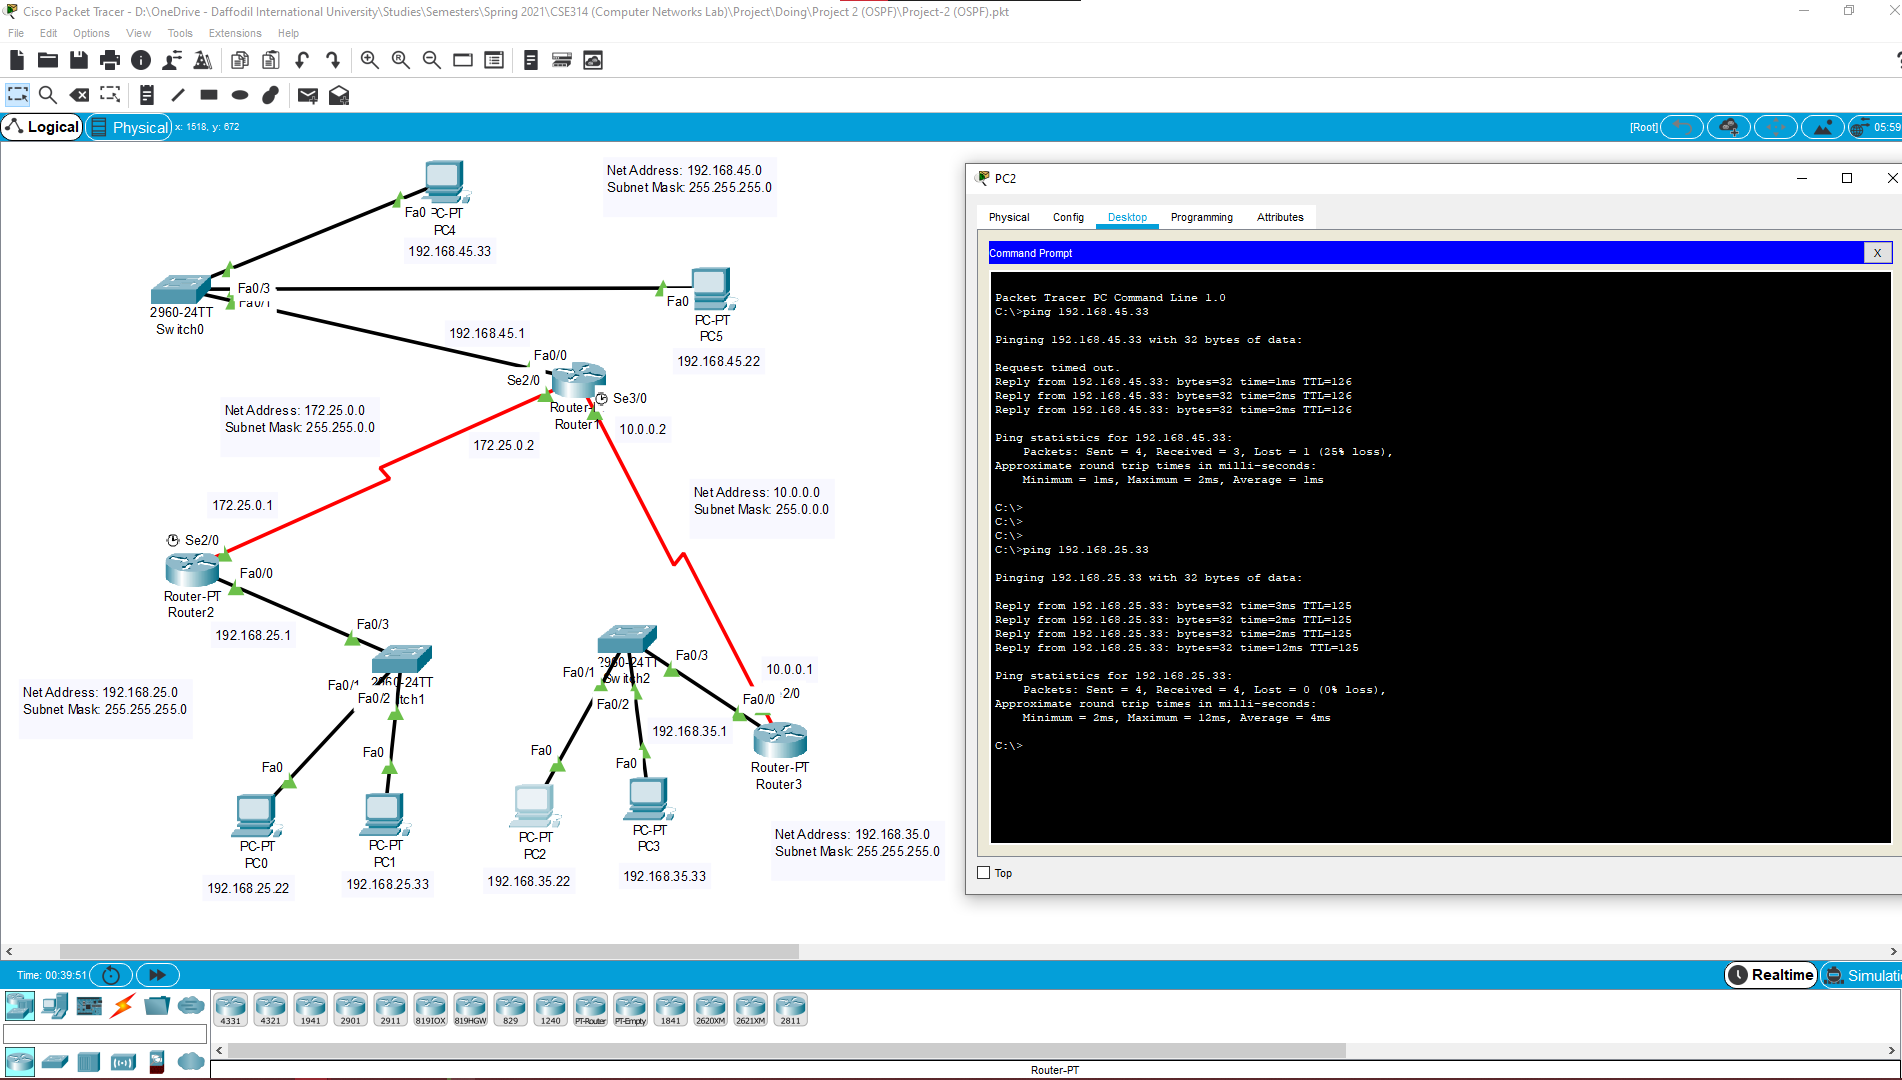 Cisco Packet Tracer - D:\OneDrive - Daffodil International University\Studies\Semesters\Spring 2021\CSE314 (Computer Networks Lab)\Project\Doing\Project 2 (OSPF)\Project-2 (OSPF).pkt
File Edit Options View Tools Extensions Help
Logical Physical x: 1518, y: 672 [Root] 05:59
Net Address: 192.168.45.0
Subnet Mask: 255.255.255.0
Fa0 PC-PT
PC4
192.168.45.33
Fa0/3
Fa0/1
2960-24TT
Switch0
Fa0
PC-PT
PC5
192.168.45.22
192.168.45.1
Fa0/0
Se2/0
Se3/0
Router-
Router1
10.0.0.2
172.25.0.2
Net Address: 172.25.0.0
Subnet Mask: 255.255.0.0
Net Address: 10.0.0.0
Subnet Mask: 255.0.0.0
172.25.0.1
Se2/0
Fa0/0
Router-PT
Router2
192.168.25.1
Fa0/3
Fa0/1 2960-24TT
Fa0/2 tch1
Net Address: 192.168.25.0
Subnet Mask: 255.255.255.0
Fa0
Fa0
PC-PT
PC0
192.168.25.22
PC-PT
PC1
192.168.25.33
Fa0/3
Fa0/1 2960-24TT
Switch2
Fa0/2
10.0.0.1
Fa0/0 2/0
192.168.35.1
Router-PT
Router3
Fa0
Fa0
PC-PT
PC2
192.168.35.22
PC-PT
PC3
192.168.35.33
Net Address: 192.168.35.0
Subnet Mask: 255.255.255.0
PC2
Physical Config Desktop Programming Attributes
Command Prompt X
Packet Tracer PC Command Line 1.0
C:\>ping 192.168.45.33
Pinging 192.168.45.33 with 32 bytes of data:
Request timed out.
Reply from 192.168.45.33: bytes=32 time=1ms TTL=126
Reply from 192.168.45.33: bytes=32 time=2ms TTL=126
Reply from 192.168.45.33: bytes=32 time=2ms TTL=126
Ping statistics for 192.168.45.33:
Packets: Sent = 4, Received = 3, Lost = 1 (25% loss),
Approximate round trip times in milli-seconds:
Minimum = 1ms, Maximum = 2ms, Average = 1ms
C:\>
C:\>
C:\>
C:\>ping 192.168.25.33
Pinging 192.168.25.33 with 32 bytes of data:
Reply from 192.168.25.33: bytes=32 time=3ms TTL=125
Reply from 192.168.25.33: bytes=32 time=2ms TTL=125
Reply from 192.168.25.33: bytes=32 time=2ms TTL=125
Reply from 192.168.25.33: bytes=32 time=12ms TTL=125
Ping statistics for 192.168.25.33:
Packets: Sent = 4, Received = 4, Lost = 0 (0% loss),
Approximate round trip times in milli-seconds:
Minimum = 2ms, Maximum = 12ms, Average = 4ms
C:\>
Top
Time: 00:39:51
Realtime Simulati
4331 4321 1941 2901 2911 819IOX 819HGW 829 1240 PT-Router PT-Empty 1841 2620XM 2621XM 2811
Router-PT